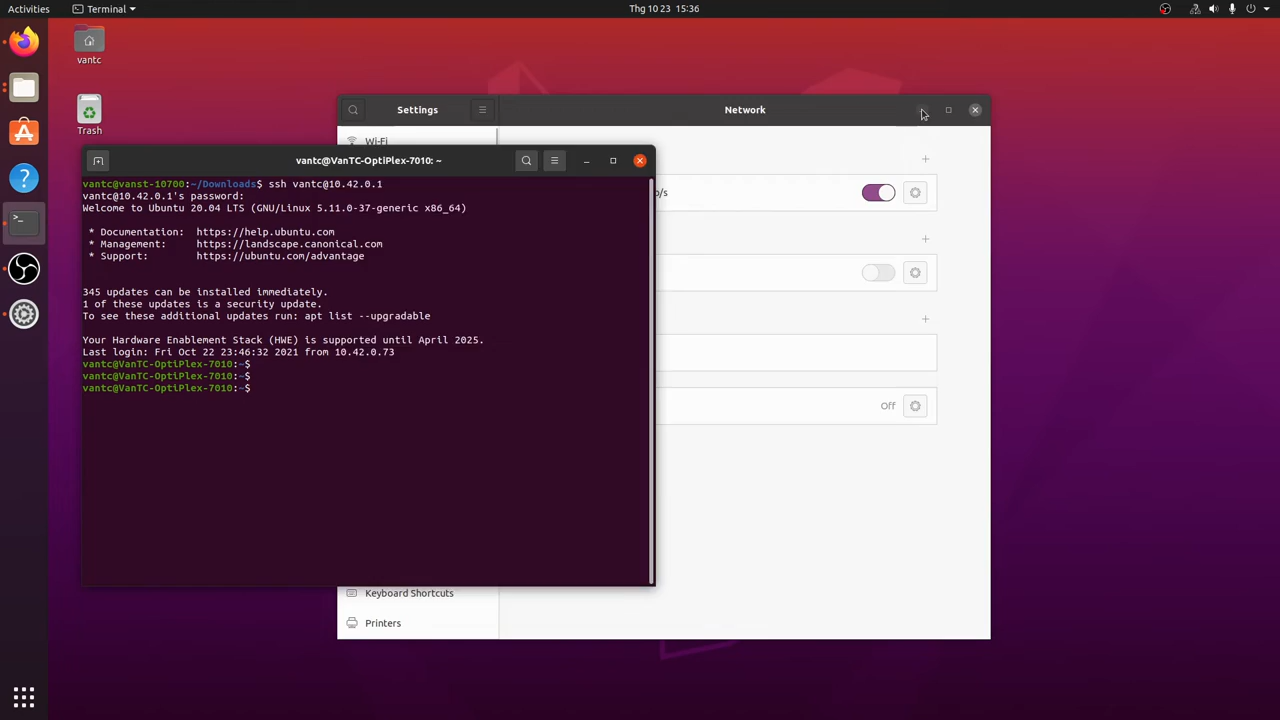 Activities
Terminal
Thg 10 23 15:36
vantc
Trash
Settings
Network
Wi-Fi
vantc@VanTC-OptiPlex-7010: ~
vantc@vanst-10700:~/Downloads$ ssh vantc@10.42.0.1
vantc@10.42.0.1's password:
Welcome to Ubuntu 20.04 LTS (GNU/Linux 5.11.0-37-generic x86_64)
* Documentation: https://help.ubuntu.com
* Management: https://landscape.canonical.com
* Support: https://ubuntu.com/advantage
345 updates can be installed immediately.
1 of these updates is a security update.
To see these additional updates run: apt list --upgradable
Your Hardware Enablement Stack (HWE) is supported until April 2025.
Last login: Fri Oct 22 23:46:32 2021 from 10.42.0.73
vantc@VanTC-OptiPlex-7010:~$
vantc@VanTC-OptiPlex-7010:~$
vantc@VanTC-OptiPlex-7010:~$
Off
Keyboard Shortcuts
Printers